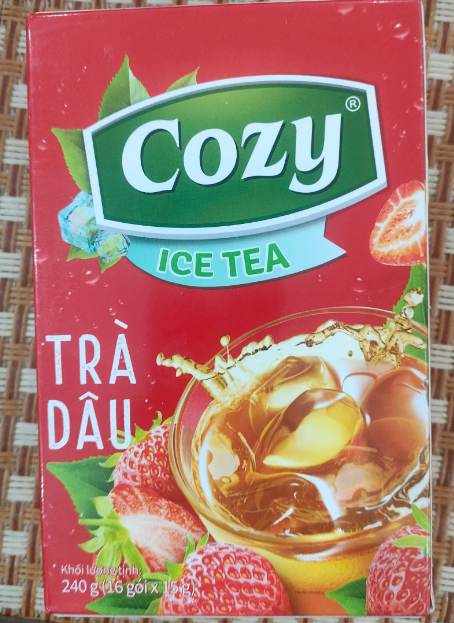 Cozy®
ICE TEA
TRÀ
DÂU
Khối lượng tịnh:
240 g (16 gói x 15 g)